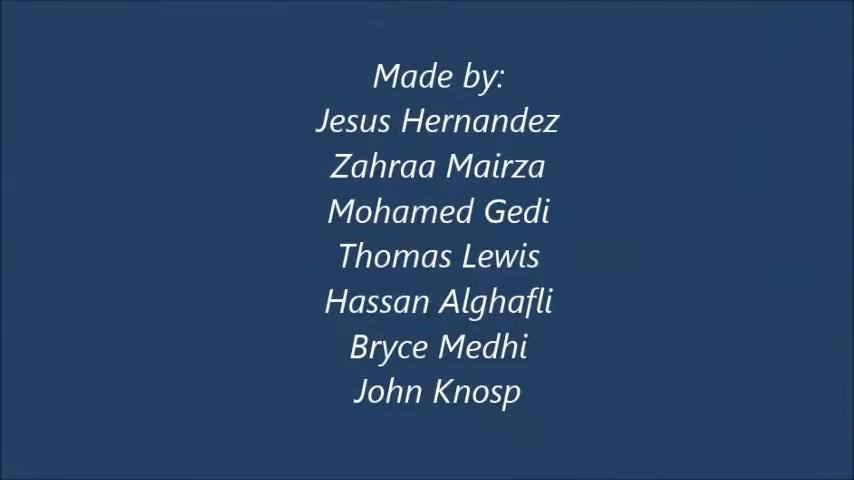 Made by:
Jesus Hernandez
Zahraa Mairza
Mohamed Gedi
Thomas Lewis
Hassan Alghafli
Bryce Medhi
John Knosp